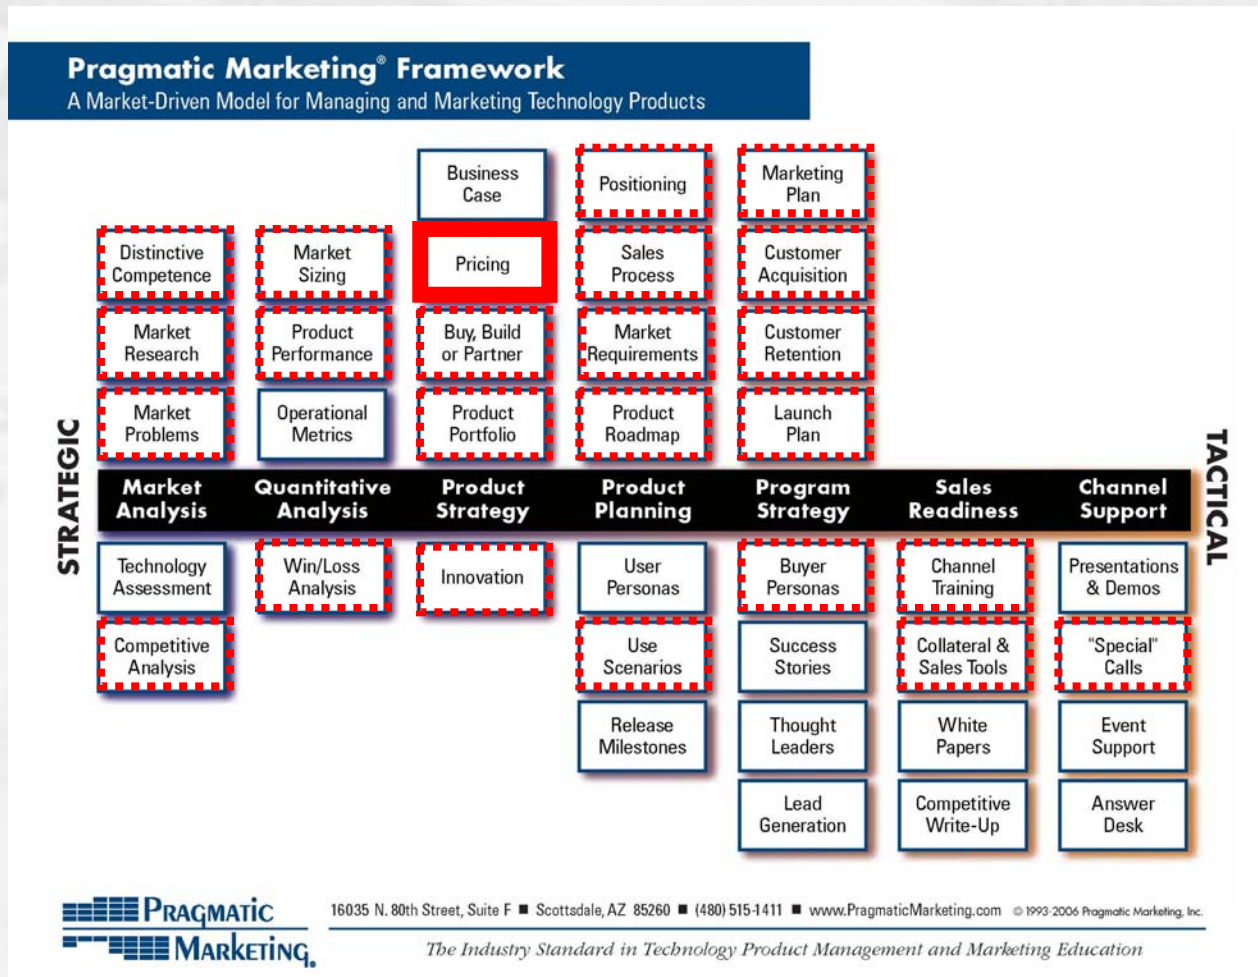 Pragmatic Marketing® Framework
A Market-Driven Model for Managing and Marketing Technology Products
Business
Case
Positioning
Marketing
Plan
Distinctive
Competence
Market
Sizing
Pricing
Sales
Process
Customer
Acquisition
Market
Research
Product
Performance
Buy, Build
or Partner
Market
Requirements
Customer
Retention
Market
Problems
Operational
Metrics
Product
Portfolio
Product
Roadmap
Launch
Plan
STRATEGIC
Market
Analysis
Quantitative
Analysis
Product
Strategy
Product
Planning
Program
Strategy
Sales
Readiness
Channel
Support
TACTICAL
Technology
Assessment
Win/Loss
Analysis
Innovation
User
Personas
Buyer
Personas
Channel
Training
Presentations
& Demos
Competitive
Analysis
Use
Scenarios
Success
Stories
Collateral &
Sales Tools
"Special"
Calls
Release
Milestones
Thought
Leaders
White
Papers
Event
Support
Lead
Generation
Competitive
Write-Up
Answer
Desk
PRAGMATIC
MARKETING®
16035 N. 80th Street, Suite F ■ Scottsdale, AZ 85260 ■ (480) 515-1411 ■ www.PragmaticMarketing.com © 1993-2006 Pragmatic Marketing, Inc.
The Industry Standard in Technology Product Management and Marketing Education